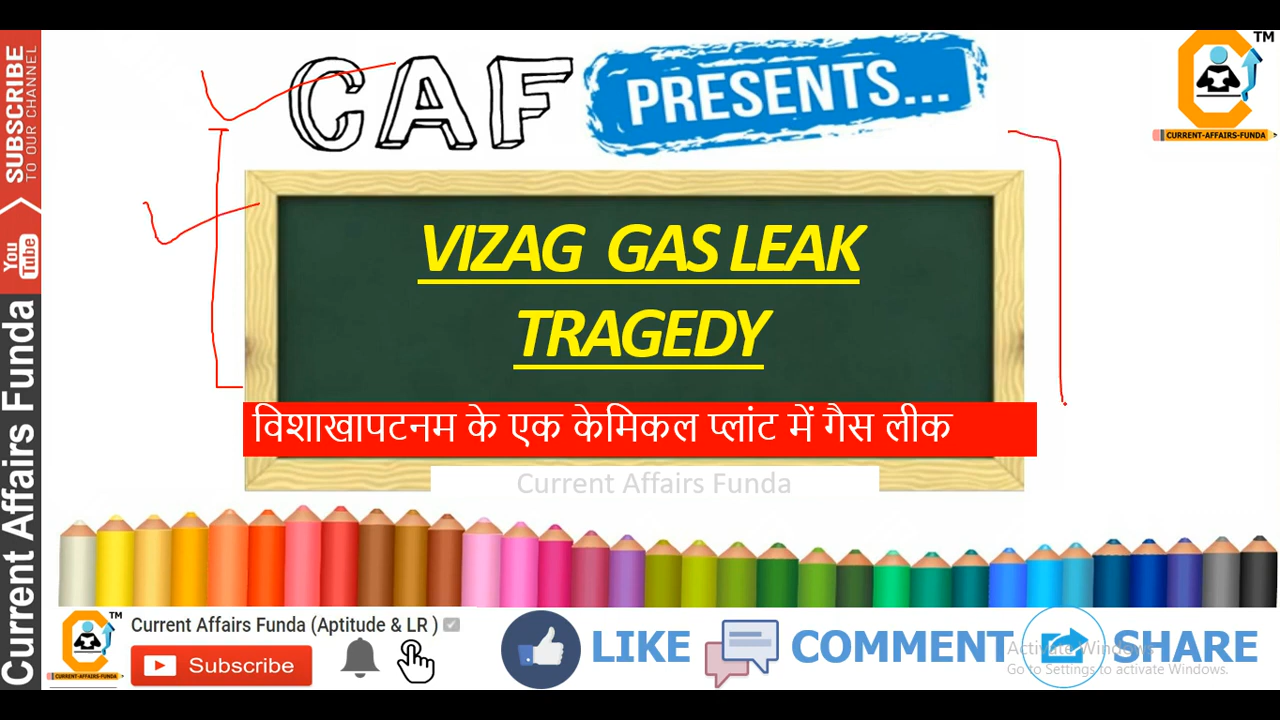 SUBSCRIBE
TO OUR CHANNEL
You
Tube
Current Affairs Funda
CAF
PRESENTS...
TM
CURRENT-AFFAIRS-FUNDA
VIZAG GAS LEAK
TRAGEDY
विशाखापटनम के एक केमिकल प्लांट में गैस लीक
Current Affairs Funda
TM
CURRENT-AFFAIRS-FUNDA
Current Affairs Funda (Aptitude & LR )
Subscribe
LIKE
COMMENT
SHARE
Activate Windows
Go to Settings to activate Windows.